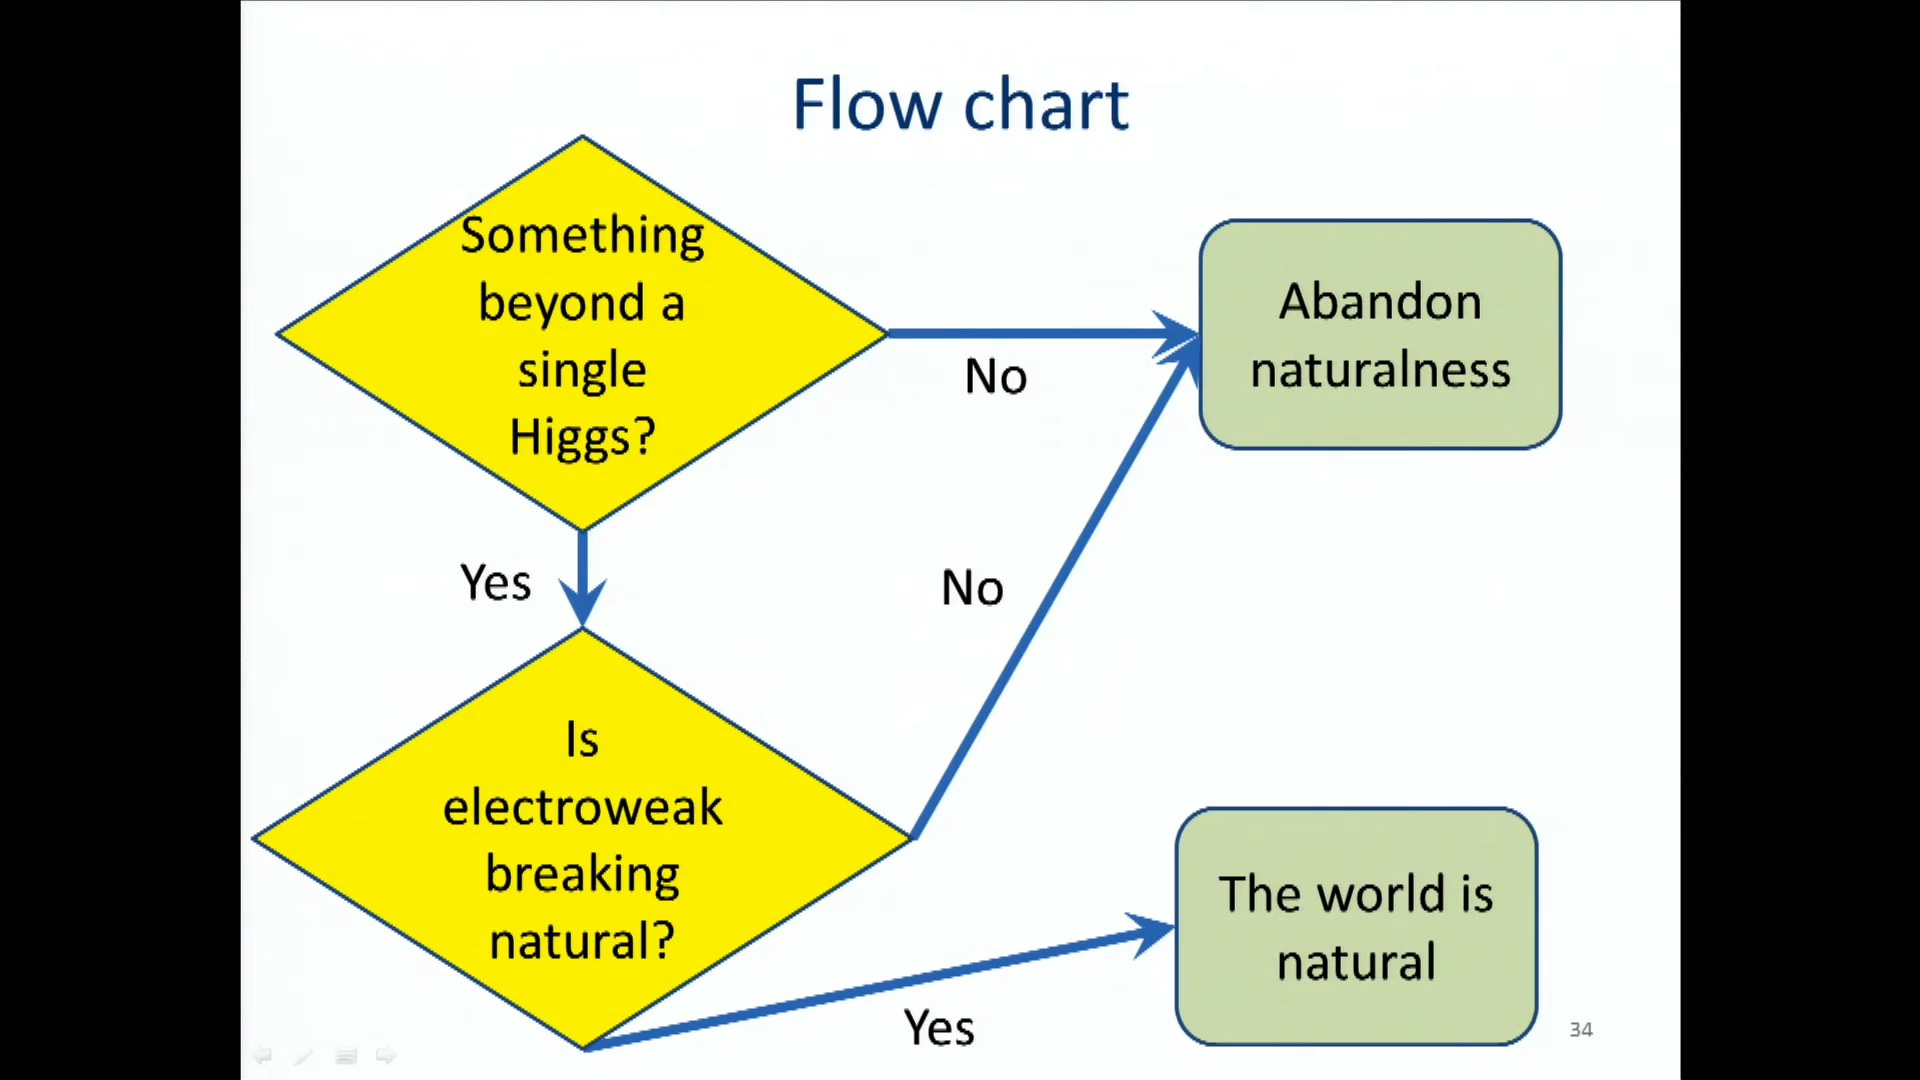 Flow chart
Something
beyond a
single
Higgs?
No
Abandon
naturalness
Yes
No
Is
electroweak
breaking
natural?
Yes
The world is
natural
34